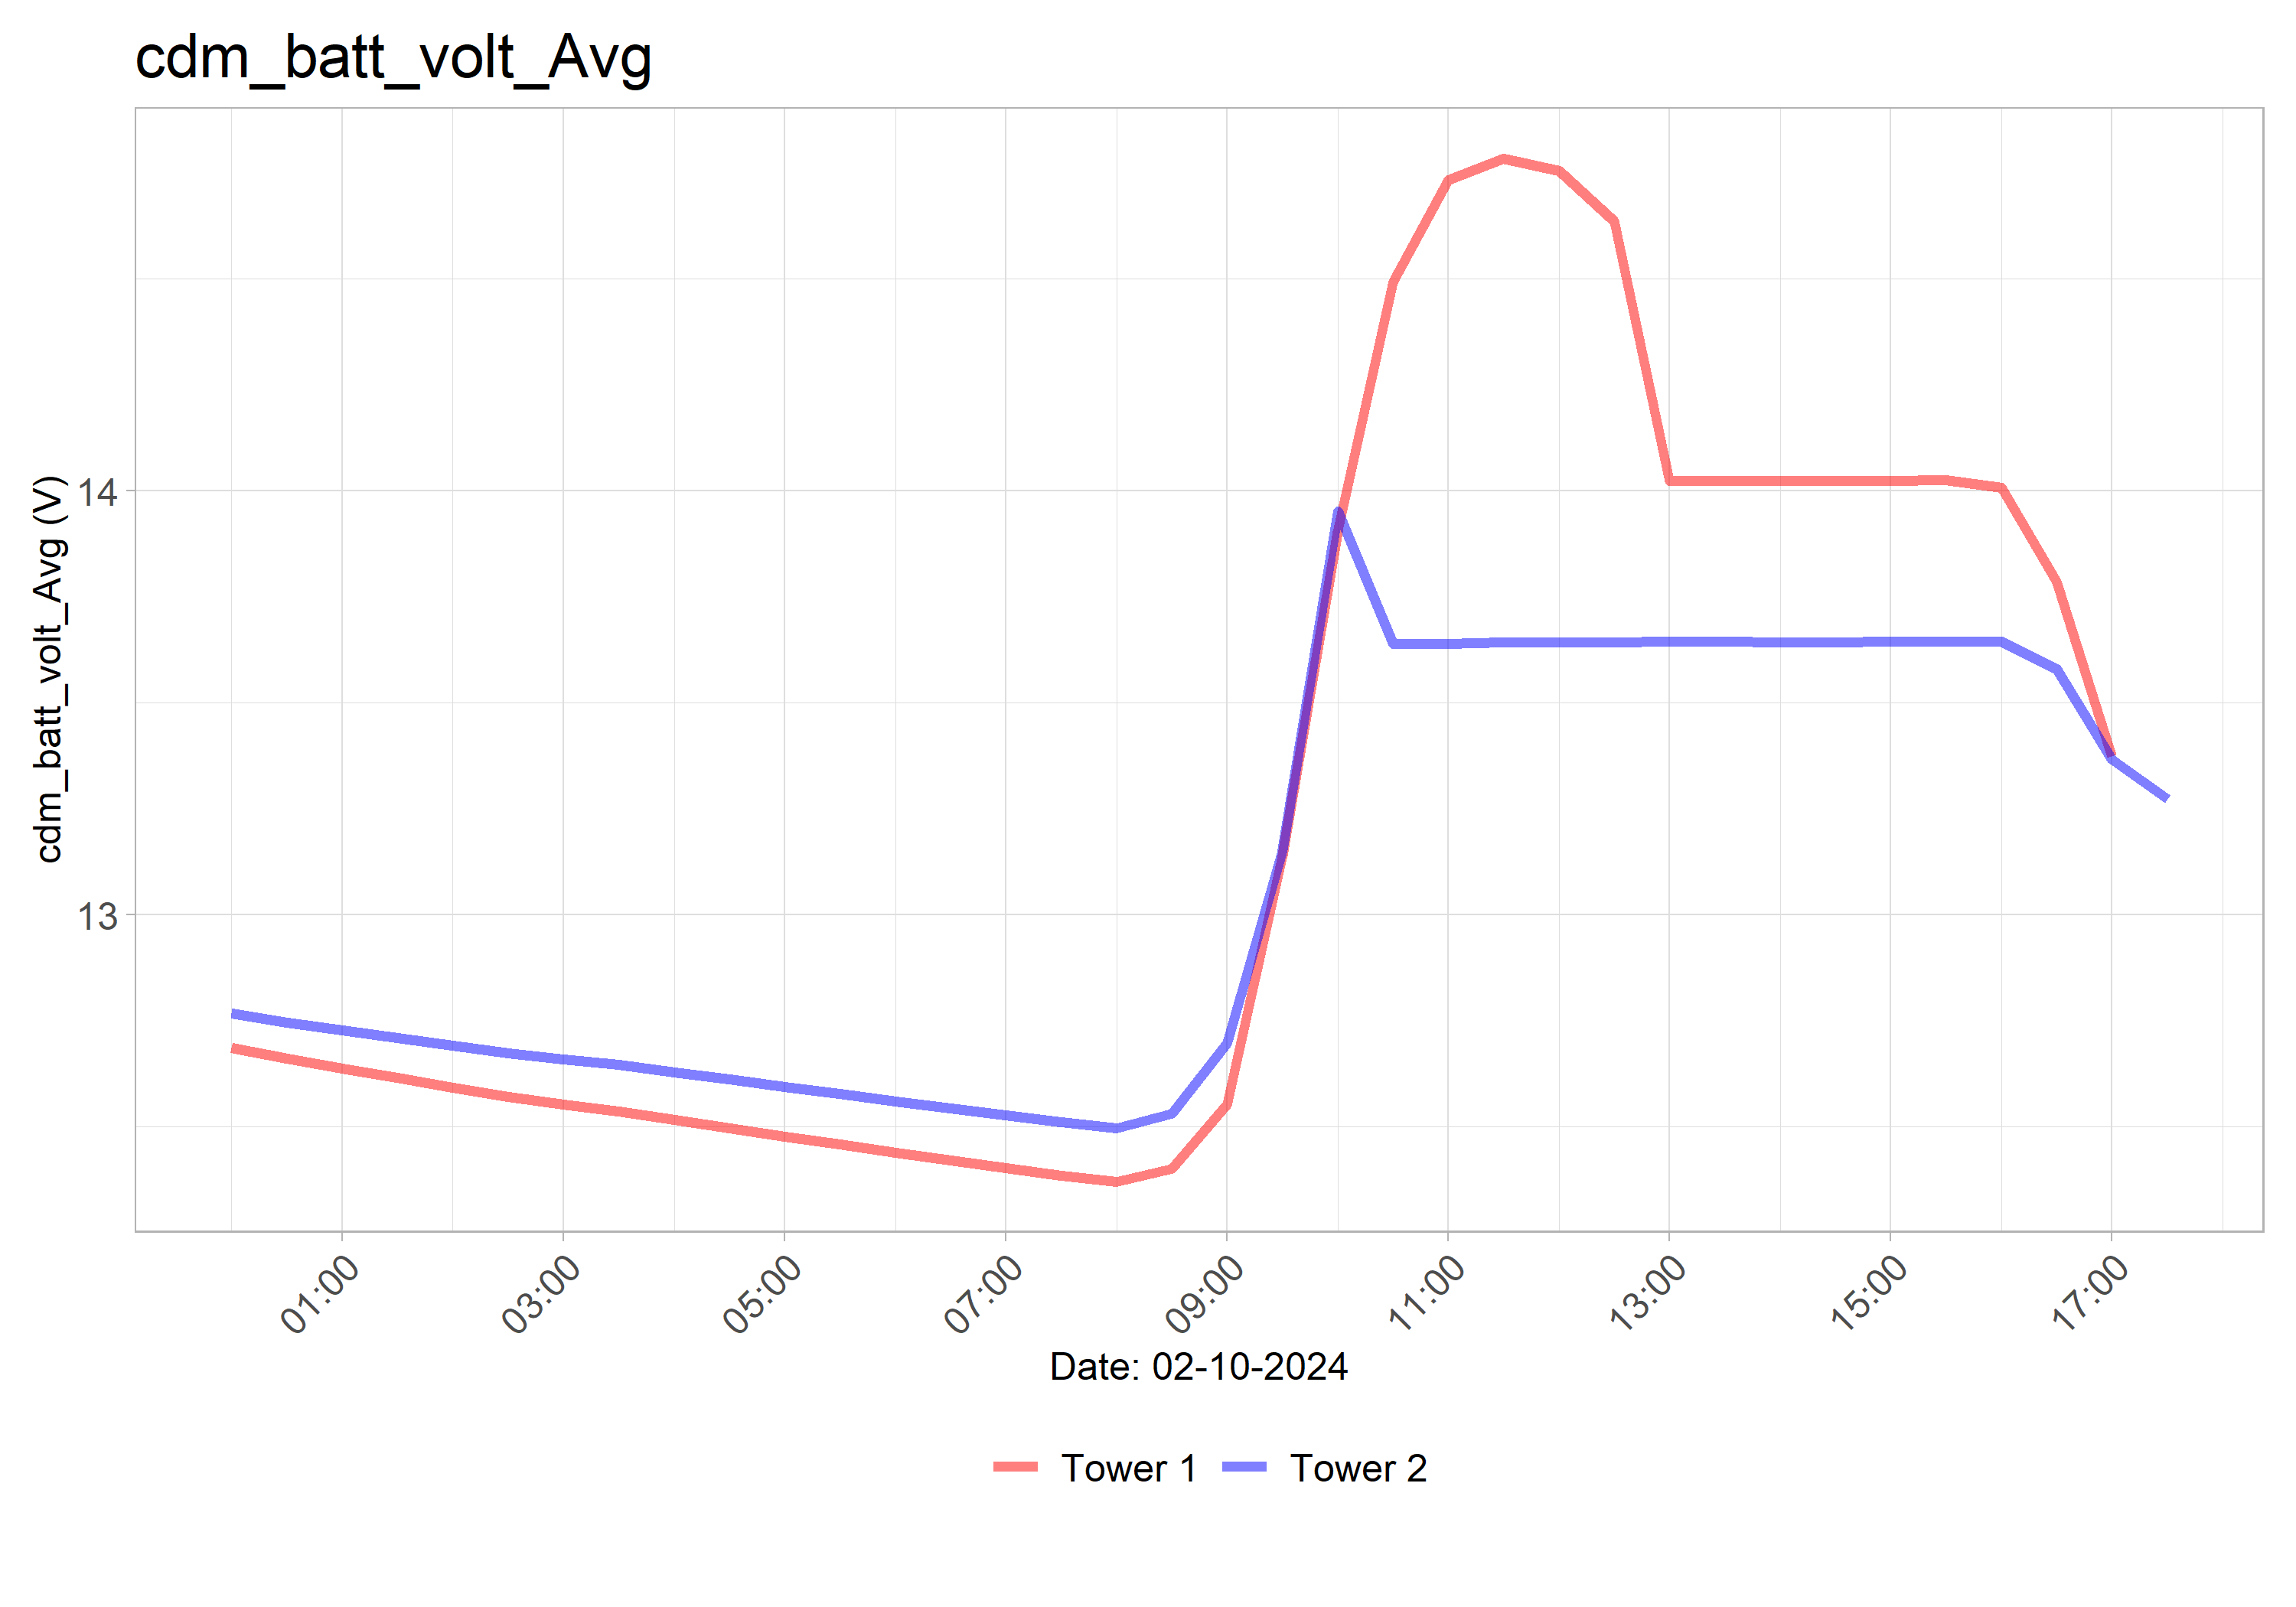 cdm_batt_volt_Avg
cdm_batt_volt_Avg (V)
14
13
01:00
03:00
05:00
07:00
09:00
11:00
13:00
15:00
17:00
Date: 02-10-2024
Tower 1
Tower 2